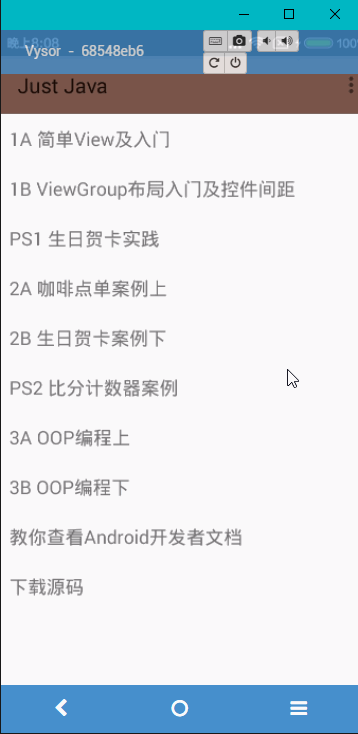 晚上8:08
100
Vysor - 68548eb6
Just Java
1A 简单View及入门
1B ViewGroup布局入门及控件间距
PS1 生日贺卡实践
2A 咖啡点单案例上
2B 生日贺卡案例下
PS2 比分计数器案例
3A OOP编程上
3B OOP编程下
教你查看Android开发者文档
下载源码